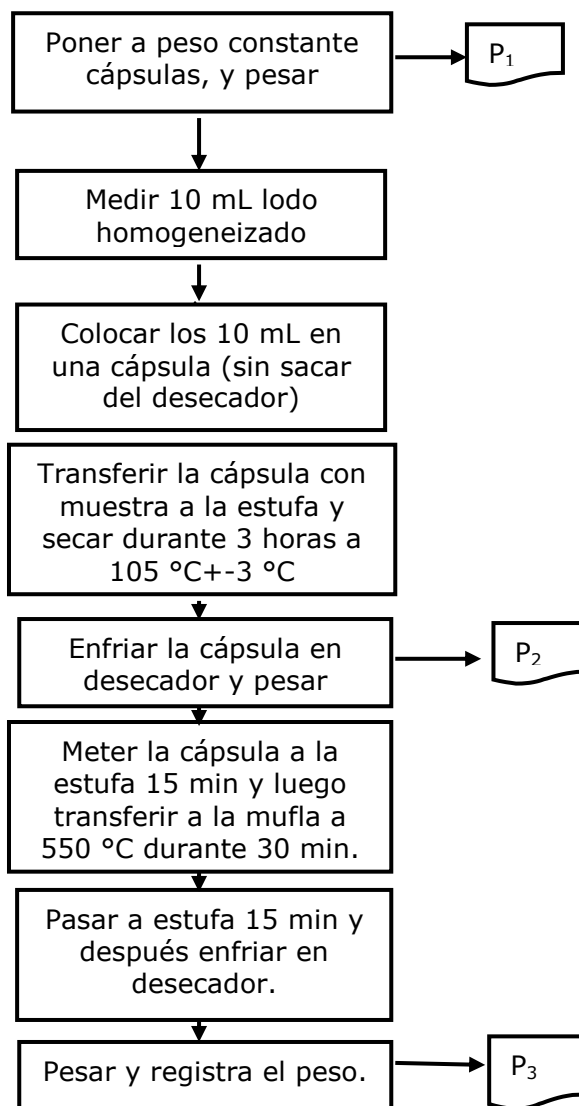 Poner a peso constante
cápsulas, y pesar
P₁
Medir 10 mL lodo
homogeneizado
Colocar los 10 mL en
una cápsula (sin sacar
del desecador)
Transferir la cápsula con
muestra a la estufa y
secar durante 3 horas a
105 °C+-3 °C
Enfriar la cápsula en
desecador y pesar
P₂
Meter la cápsula a la
estufa 15 min y luego
transferir a la mufla a
550 °C durante 30 min.
Pasar a estufa 15 min y
después enfriar en
desecador.
Pesar y registra el peso.
P₃